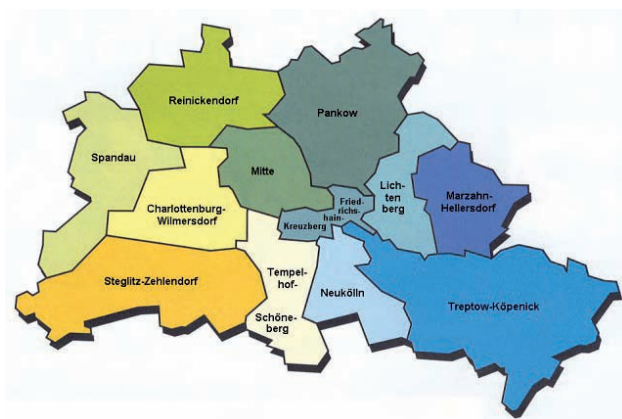 Reinickendorf
Pankow
Spandau
Mitte
Lich-
ten
berg
Marzahn-
Hellersdorf
Fried-
richs-
hain-
Kreuzberg
Charlottenburg-
Wilmersdorf
Steglitz-Zehlendorf
Tempel-
hof-
Schöne-
berg
Neukölln
Treptow-Köpenick